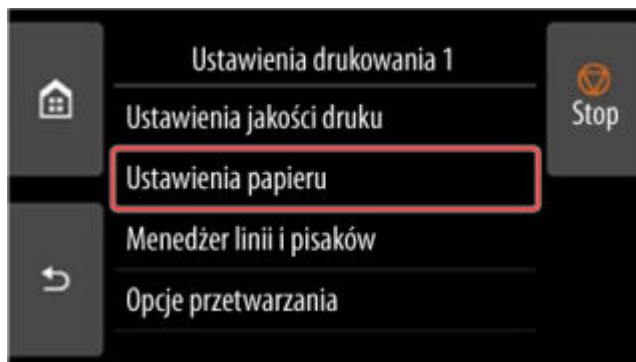 Ustawienia drukowania 1
Stop
Ustawienia jakości druku
Ustawienia papieru
Menedżer linii i pisaków
Opcje przetwarzania